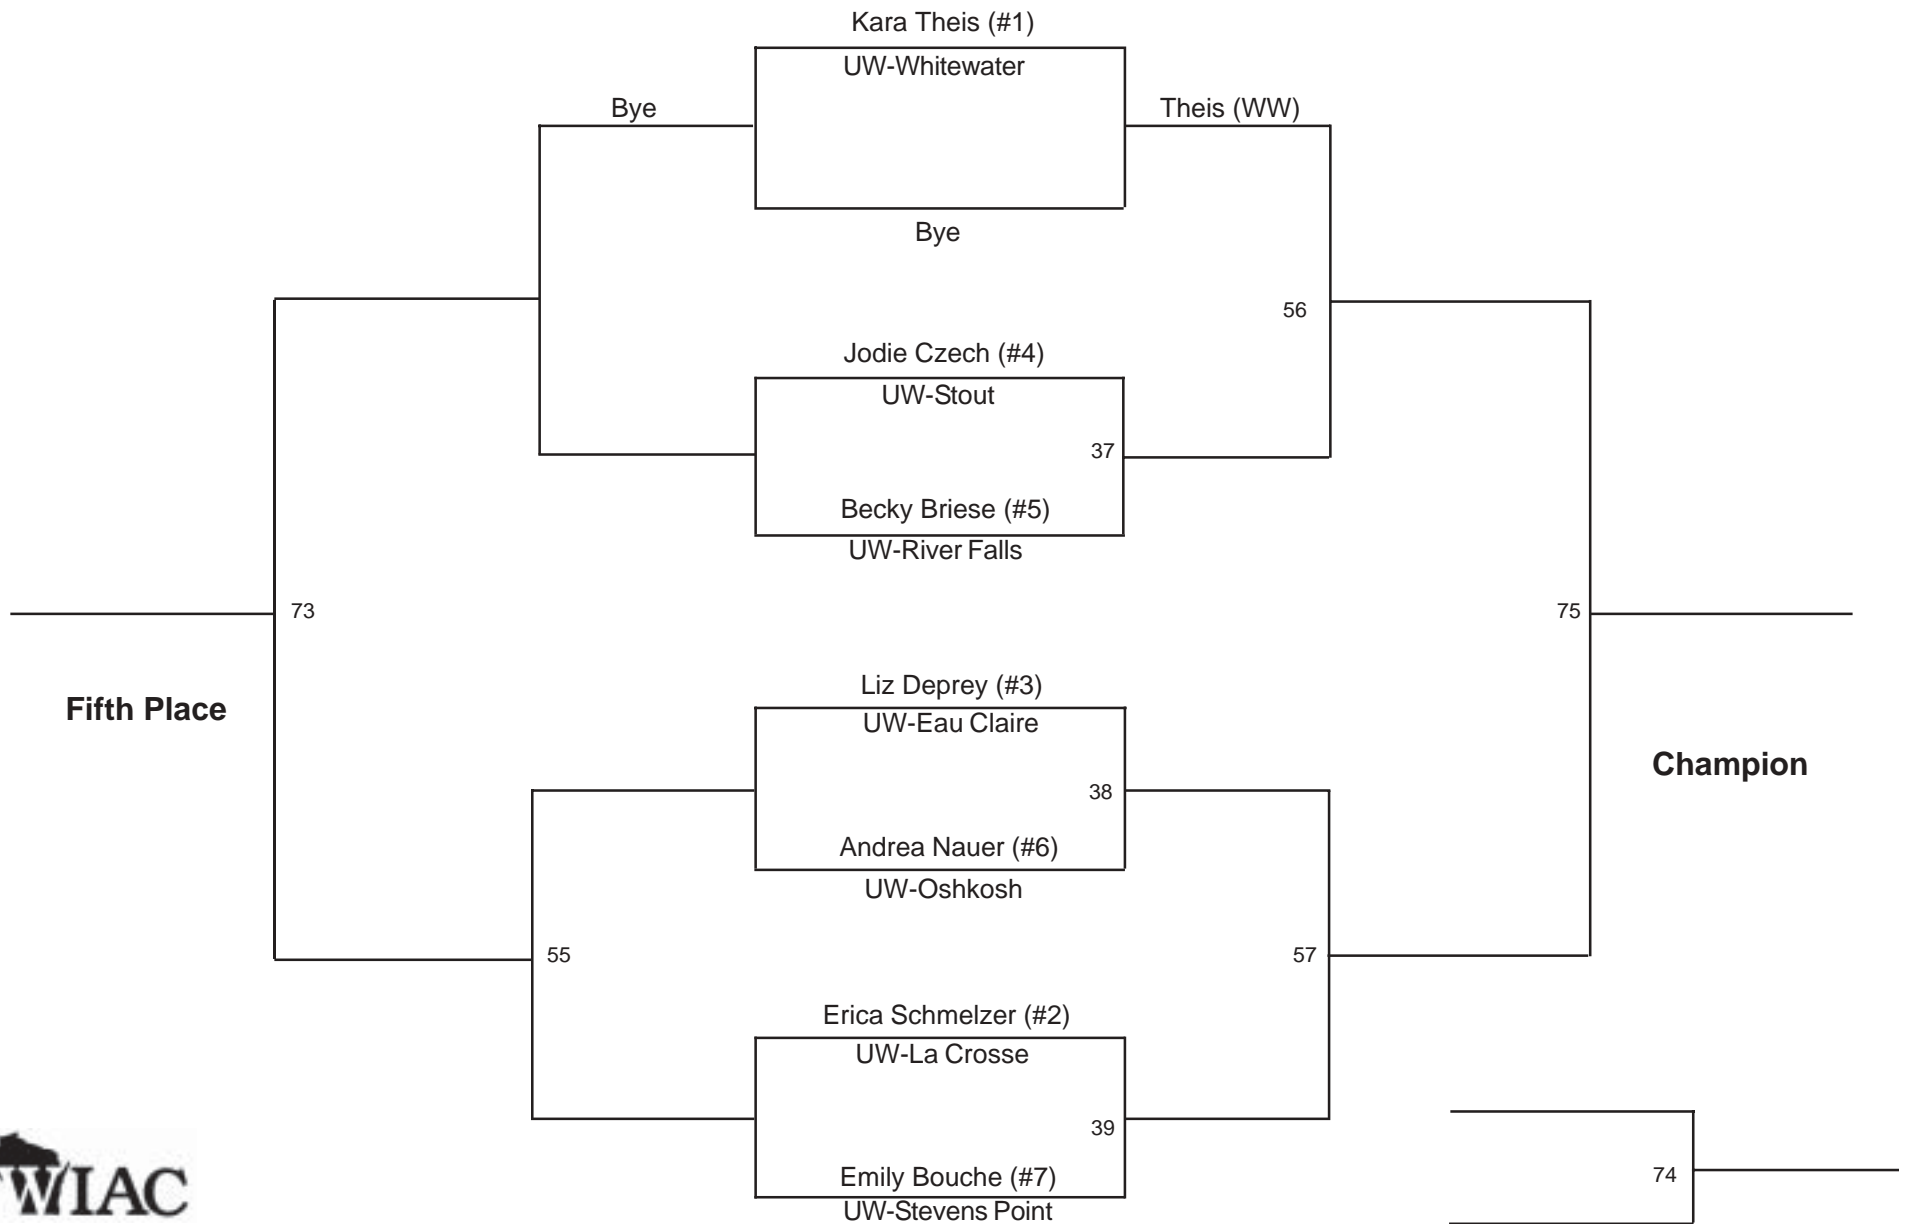 Kara Theis (#1)
UW-Whitewater
Bye
Theis (WW)
Bye
56
Jodie Czech (#4)
UW-Stout
37
Becky Briese (#5)
UW-River Falls
73
75
Liz Deprey (#3)
UW-Eau Claire
Fifth Place
Champion
38
Andrea Nauer (#6)
UW-Oshkosh
55
57
Erica Schmelzer (#2)
UW-La Crosse
39
Emily Bouche (#7)
UW-Stevens Point
74
WIAC